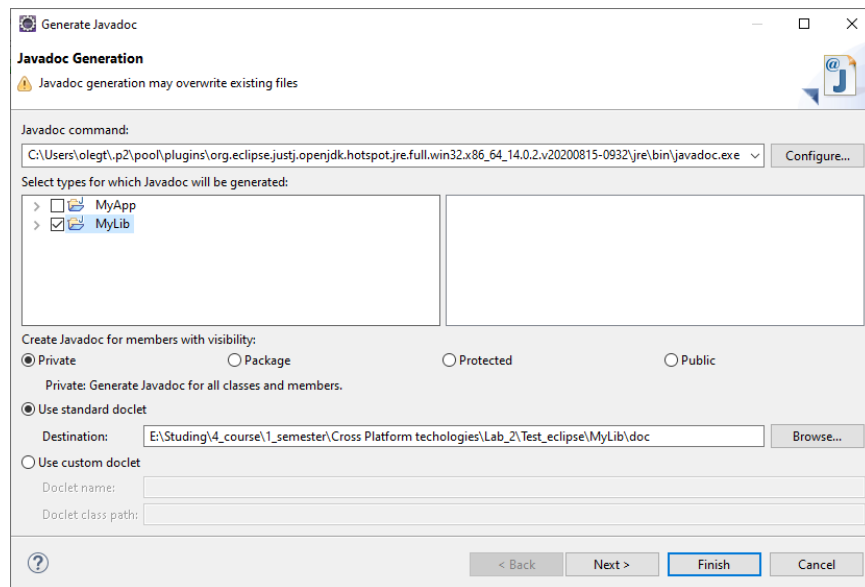 Generate Javadoc
Javadoc Generation
Javadoc generation may overwrite existing files
@ J
Javadoc command:
C:\Users\olegt\.p2\pool\plugins\org.eclipse.justj.openjdk.hotspot.jre.full.win32.x86_64_14.0.2.v20200815-0932\jre\bin\javadoc.exe Configure...
Select types for which Javadoc will be generated:
MyApp
MyLib
Create Javadoc for members with visibility:
Private Package Protected Public
Private: Generate Javadoc for all classes and members.
Use standard doclet
Destination: E:\Studing\4_course\1_semester\Cross Platform techologies\Lab_2\Test_eclipse\MyLib\doc Browse...
Use custom doclet
Doclet name:
Doclet class path:
? < Back Next > Finish Cancel